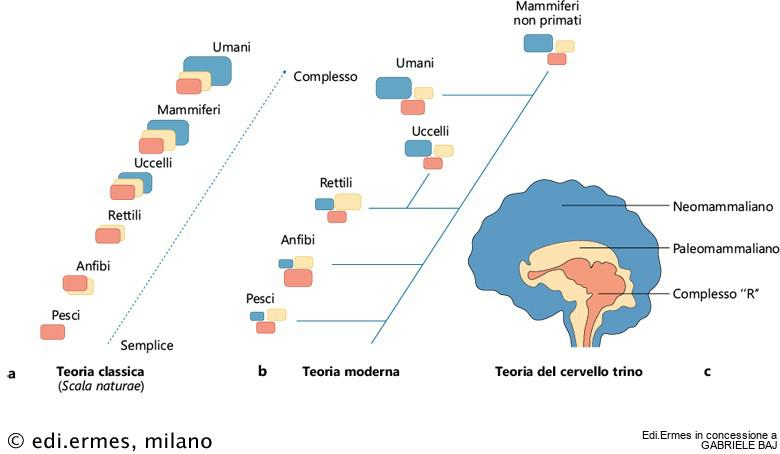 Umani
Complesso
Mammiferi
Uccelli
Rettili
Anfibi
Pesci
Semplice
a
Teoria classica
(Scala naturae)
Mammiferi
non primati
Umani
Uccelli
Rettili
Anfibi
Pesci
b
Teoria moderna
Neomammaliano
Paleomammaliano
Complesso “R”
Teoria del cervello trino
c
© edi.ermes, milano
Edi.Ermes in concessione a
GABRIELE BAJ